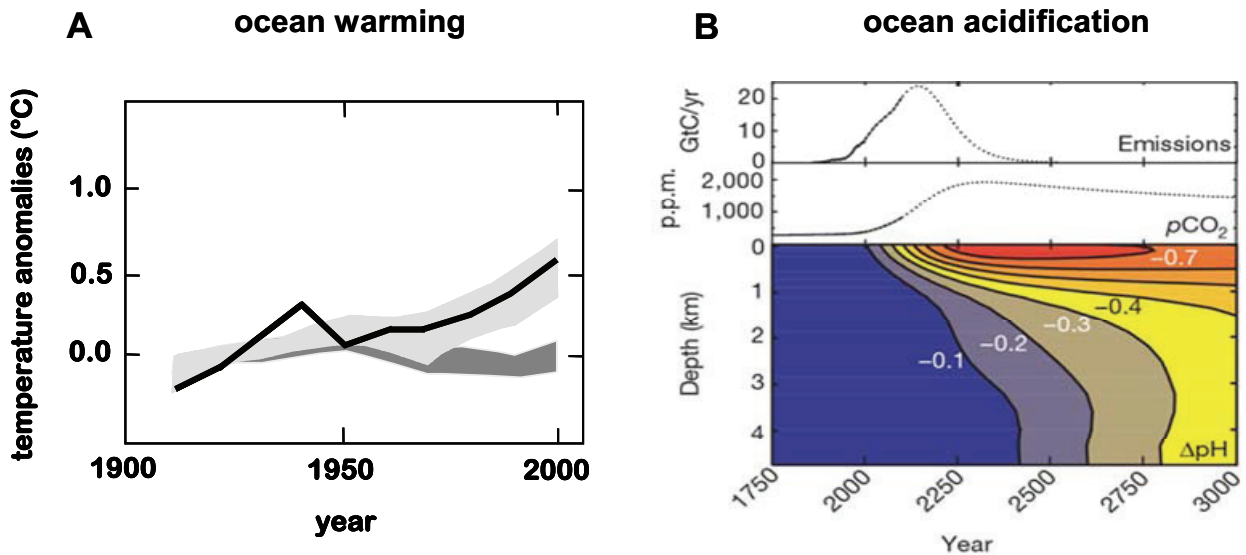 A
ocean warming
temperature anomalies (°C)
1.0
0.5
0.0
1900
1950
2000
year
B
ocean acidification
GtC/yr
20
10
0
Emissions
p.p.m.
2,000
1,000
pCO2
Depth (km)
0
1
2
3
4
−0.7
−0.4
−0.3
−0.2
−0.1
ΔpH
1750
2000
2250
2500
2750
3000
Year